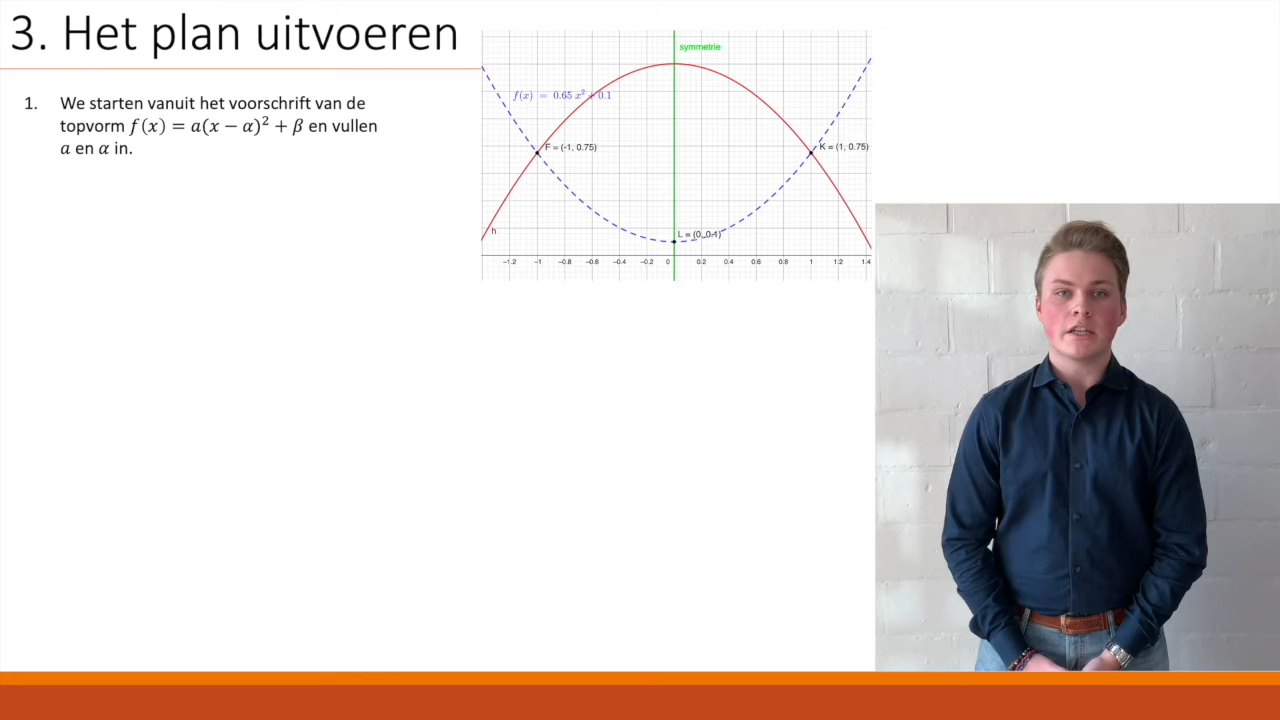 3. Het plan uitvoeren
1. We starten vanuit het voorschrift van de
topvorm f(x) = a(x − α)² + β en vullen
a en α in.
symmetrie
f(x) = 0.65 x² + 0.1
F = (-1, 0.75)
K = (1, 0.75)
h
L = (0, 0.1)
−1.2 −1 −0.8 −0.6 −0.4 −0.2 0 0.2 0.4 0.6 0.8 1 1.2 1.4